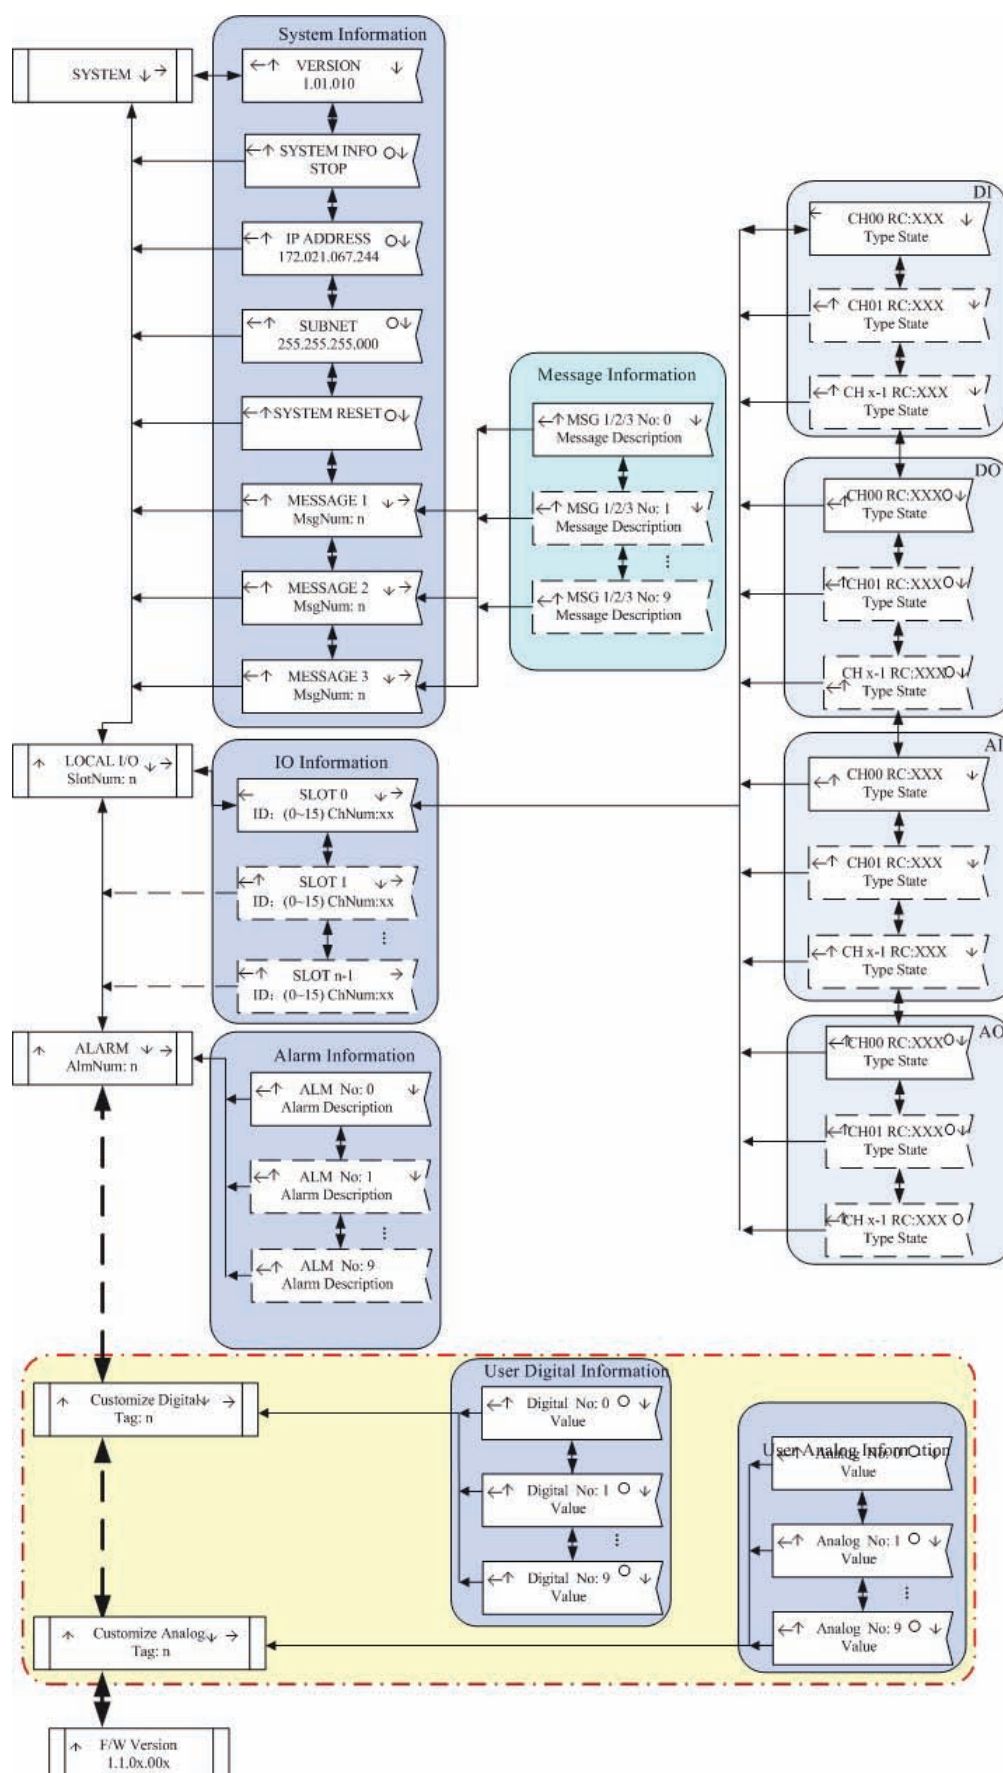 System Information
SYSTEM
VERSION
1.01.010
SYSTEM INFO
STOP
IP ADDRESS
172.021.067.244
SUBNET
255.255.255.000
SYSTEM RESET
MESSAGE 1
MsgNum: n
MESSAGE 2
MsgNum: n
MESSAGE 3
MsgNum: n
Message Information
MSG 1/2/3 No: 0
Message Description
MSG 1/2/3 No: 1
Message Description
⋮
MSG 1/2/3 No: 9
Message Description
DI
CH00 RC:XXX
Type State
CH01 RC:XXX
Type State
CH x-1 RC:XXX
Type State
DO
CH00 RC:XXX
Type State
CH01 RC:XXX
Type State
CH x-1 RC:XXX
Type State
AI
CH00 RC:XXX
Type State
CH01 RC:XXX
Type State
CH x-1 RC:XXX
Type State
AO
CH00 RC:XXX
Type State
CH01 RC:XXX
Type State
CH x-1 RC:XXX
Type State
LOCAL I/O
SlotNum: n
IO Information
SLOT 0
ID: (0~15) ChNum:xx
SLOT 1
ID: (0~15) ChNum:xx
⋮
SLOT n-1
ID: (0~15) ChNum:xx
ALARM
AlmNum: n
Alarm Information
ALM No: 0
Alarm Description
ALM No: 1
Alarm Description
⋮
ALM No: 9
Alarm Description
Customize Digital
Tag: n
User Digital Information
Digital No: 0
Value
Digital No: 1
Value
⋮
Digital No: 9
Value
User Analog Information
Analog No: 0
Value
Analog No: 1
Value
⋮
Analog No: 9
Value
Customize Analog
Tag: n
F/W Version
1.1.0x.00x